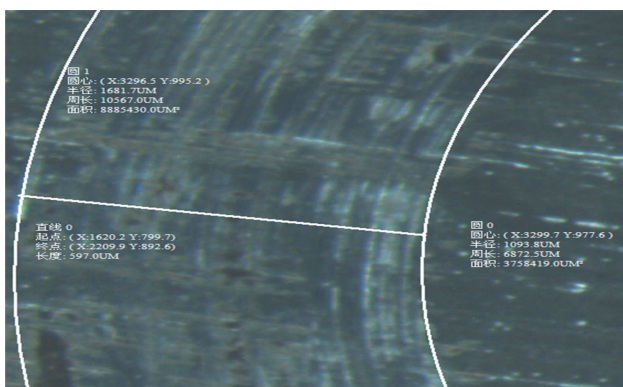 圆 1
圆心: ( X:3296.5 Y:995.2 )
半径: 1681.7UM
周长: 10567.0UM
面积: 8885430.0UM²
直线 0
起点: ( X:1620.2 Y:799.7 )
终点: ( X:2209.9 Y:892.6 )
长度: 597.0UM
圆 0
圆心: ( X:3299.7 Y:977.6 )
半径: 1093.8UM
周长: 6872.5UM
面积: 3758419.0UM²